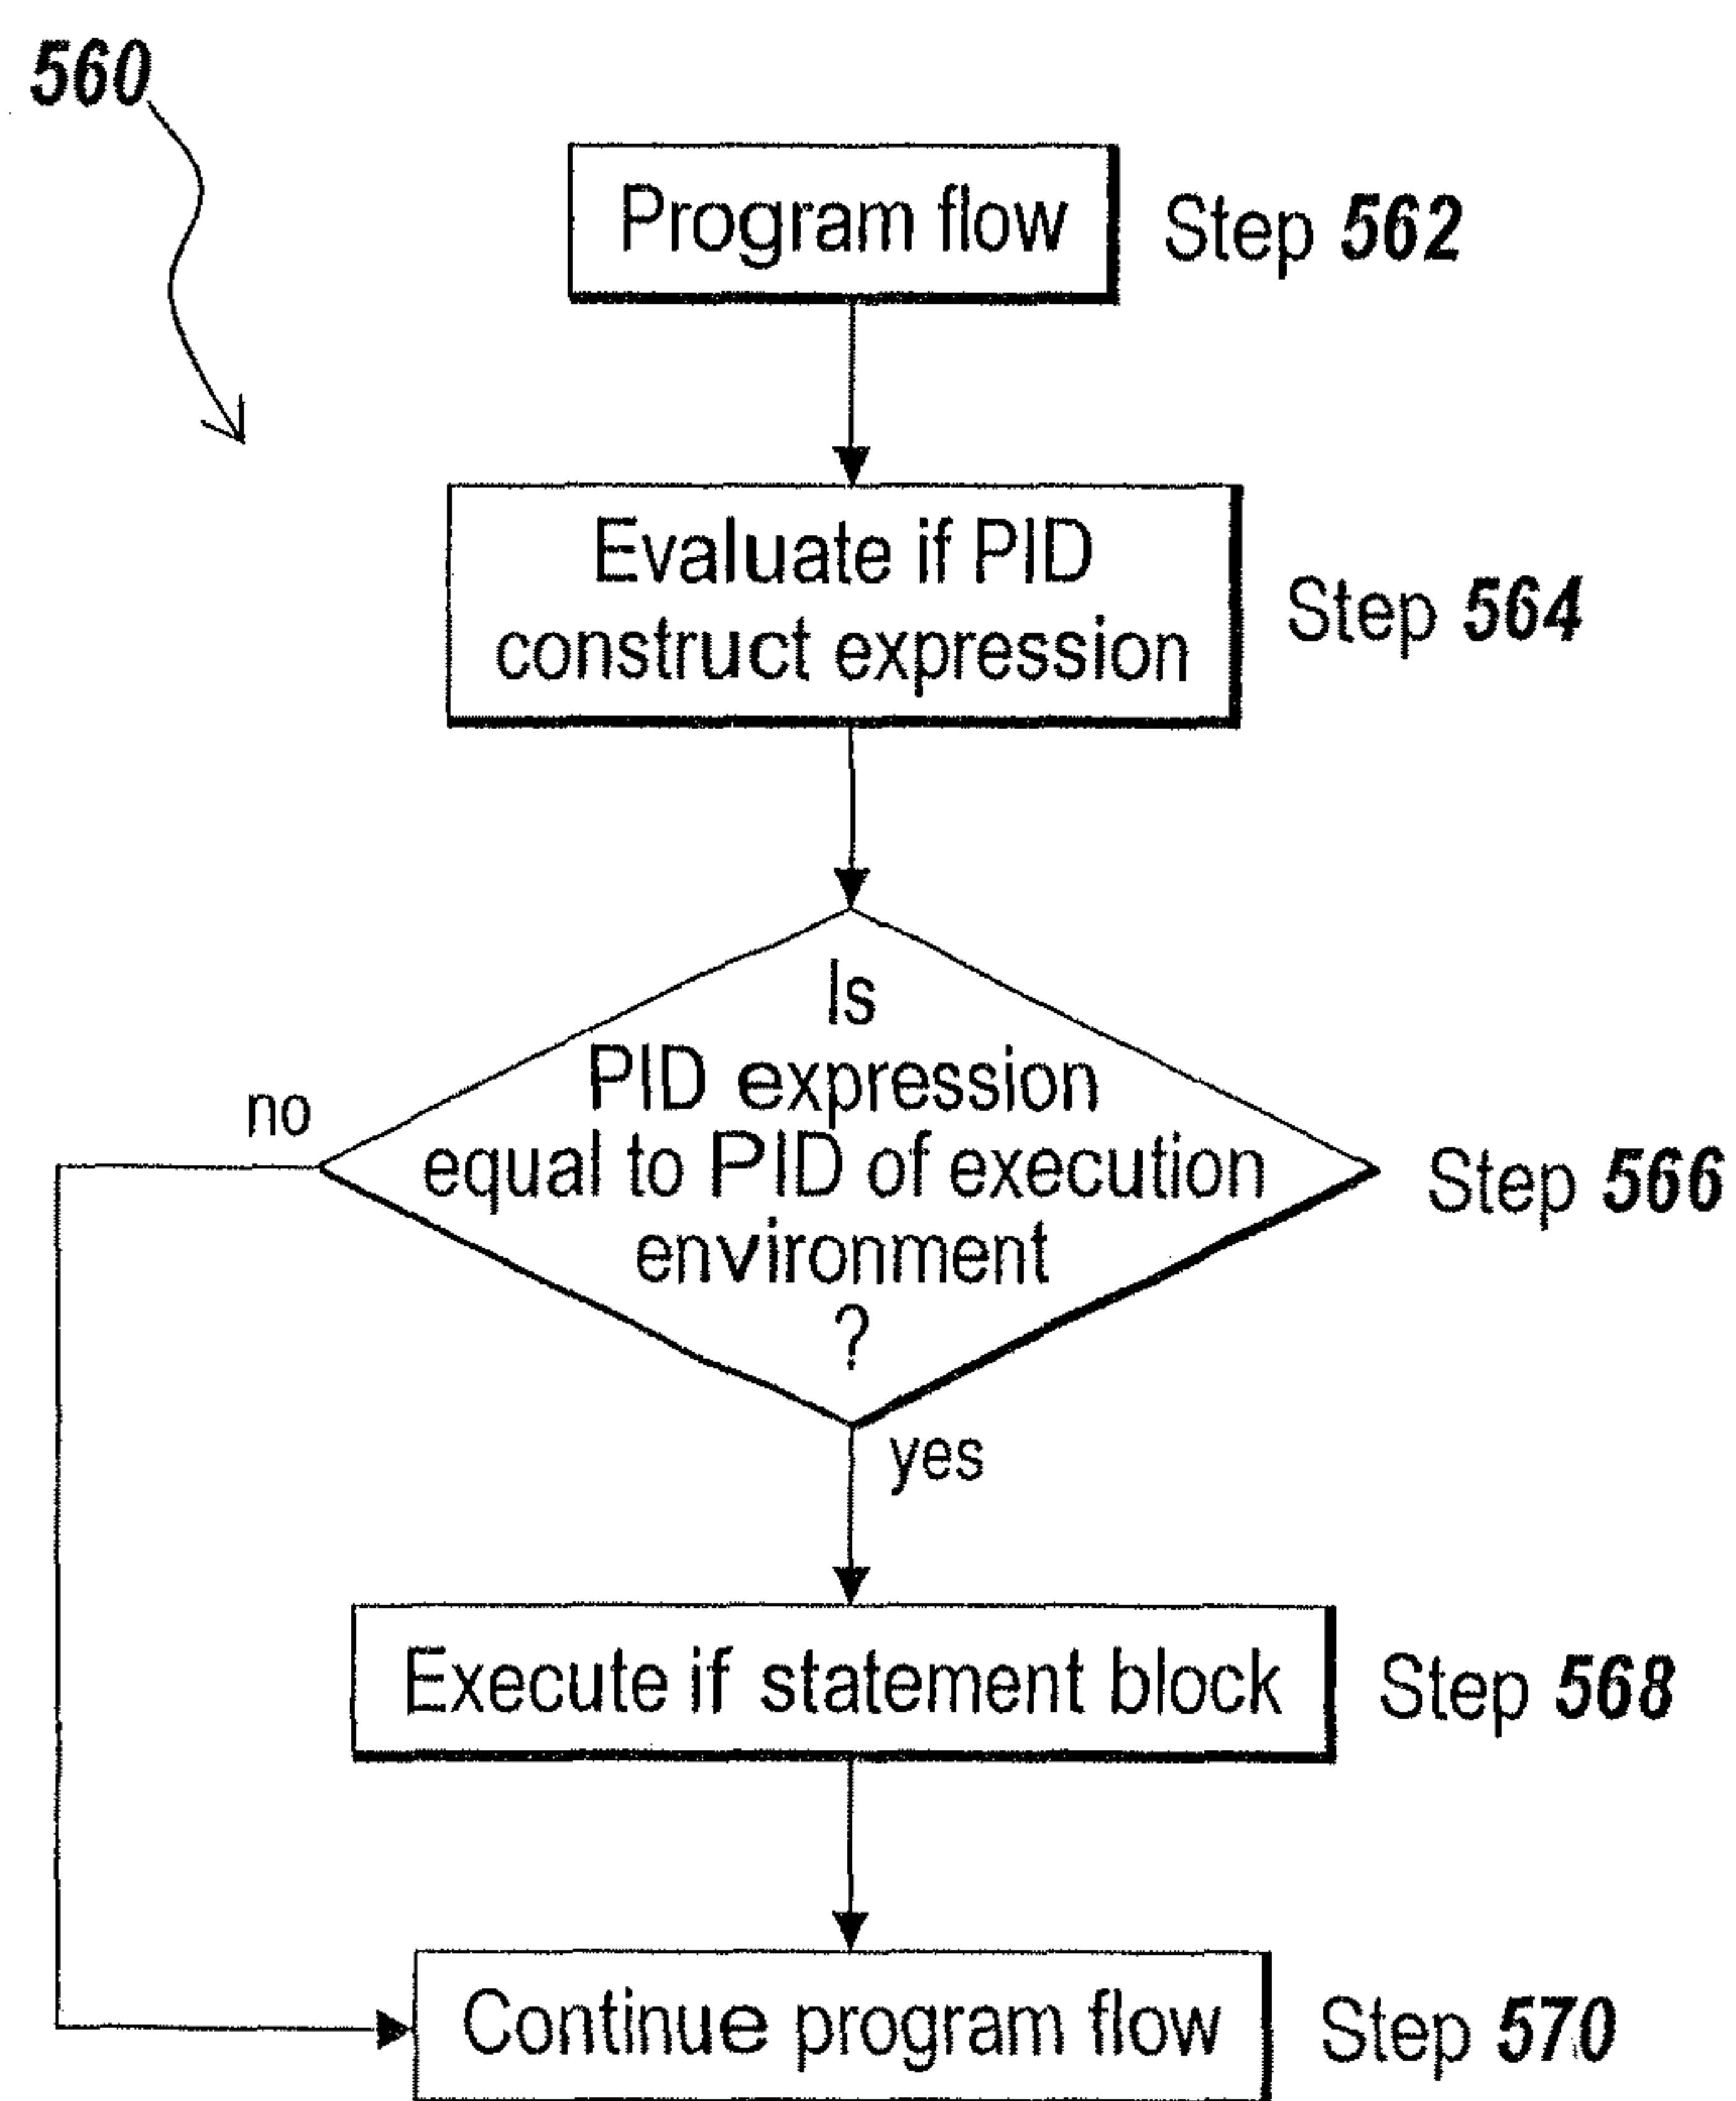 560
Program flow
Step 562
Evaluate if PID
construct expression
Step 564
Is
PID expression
equal to PID of execution
environment
?
no
Step 566
yes
Execute if statement block
Step 568
Continue program flow
Step 570